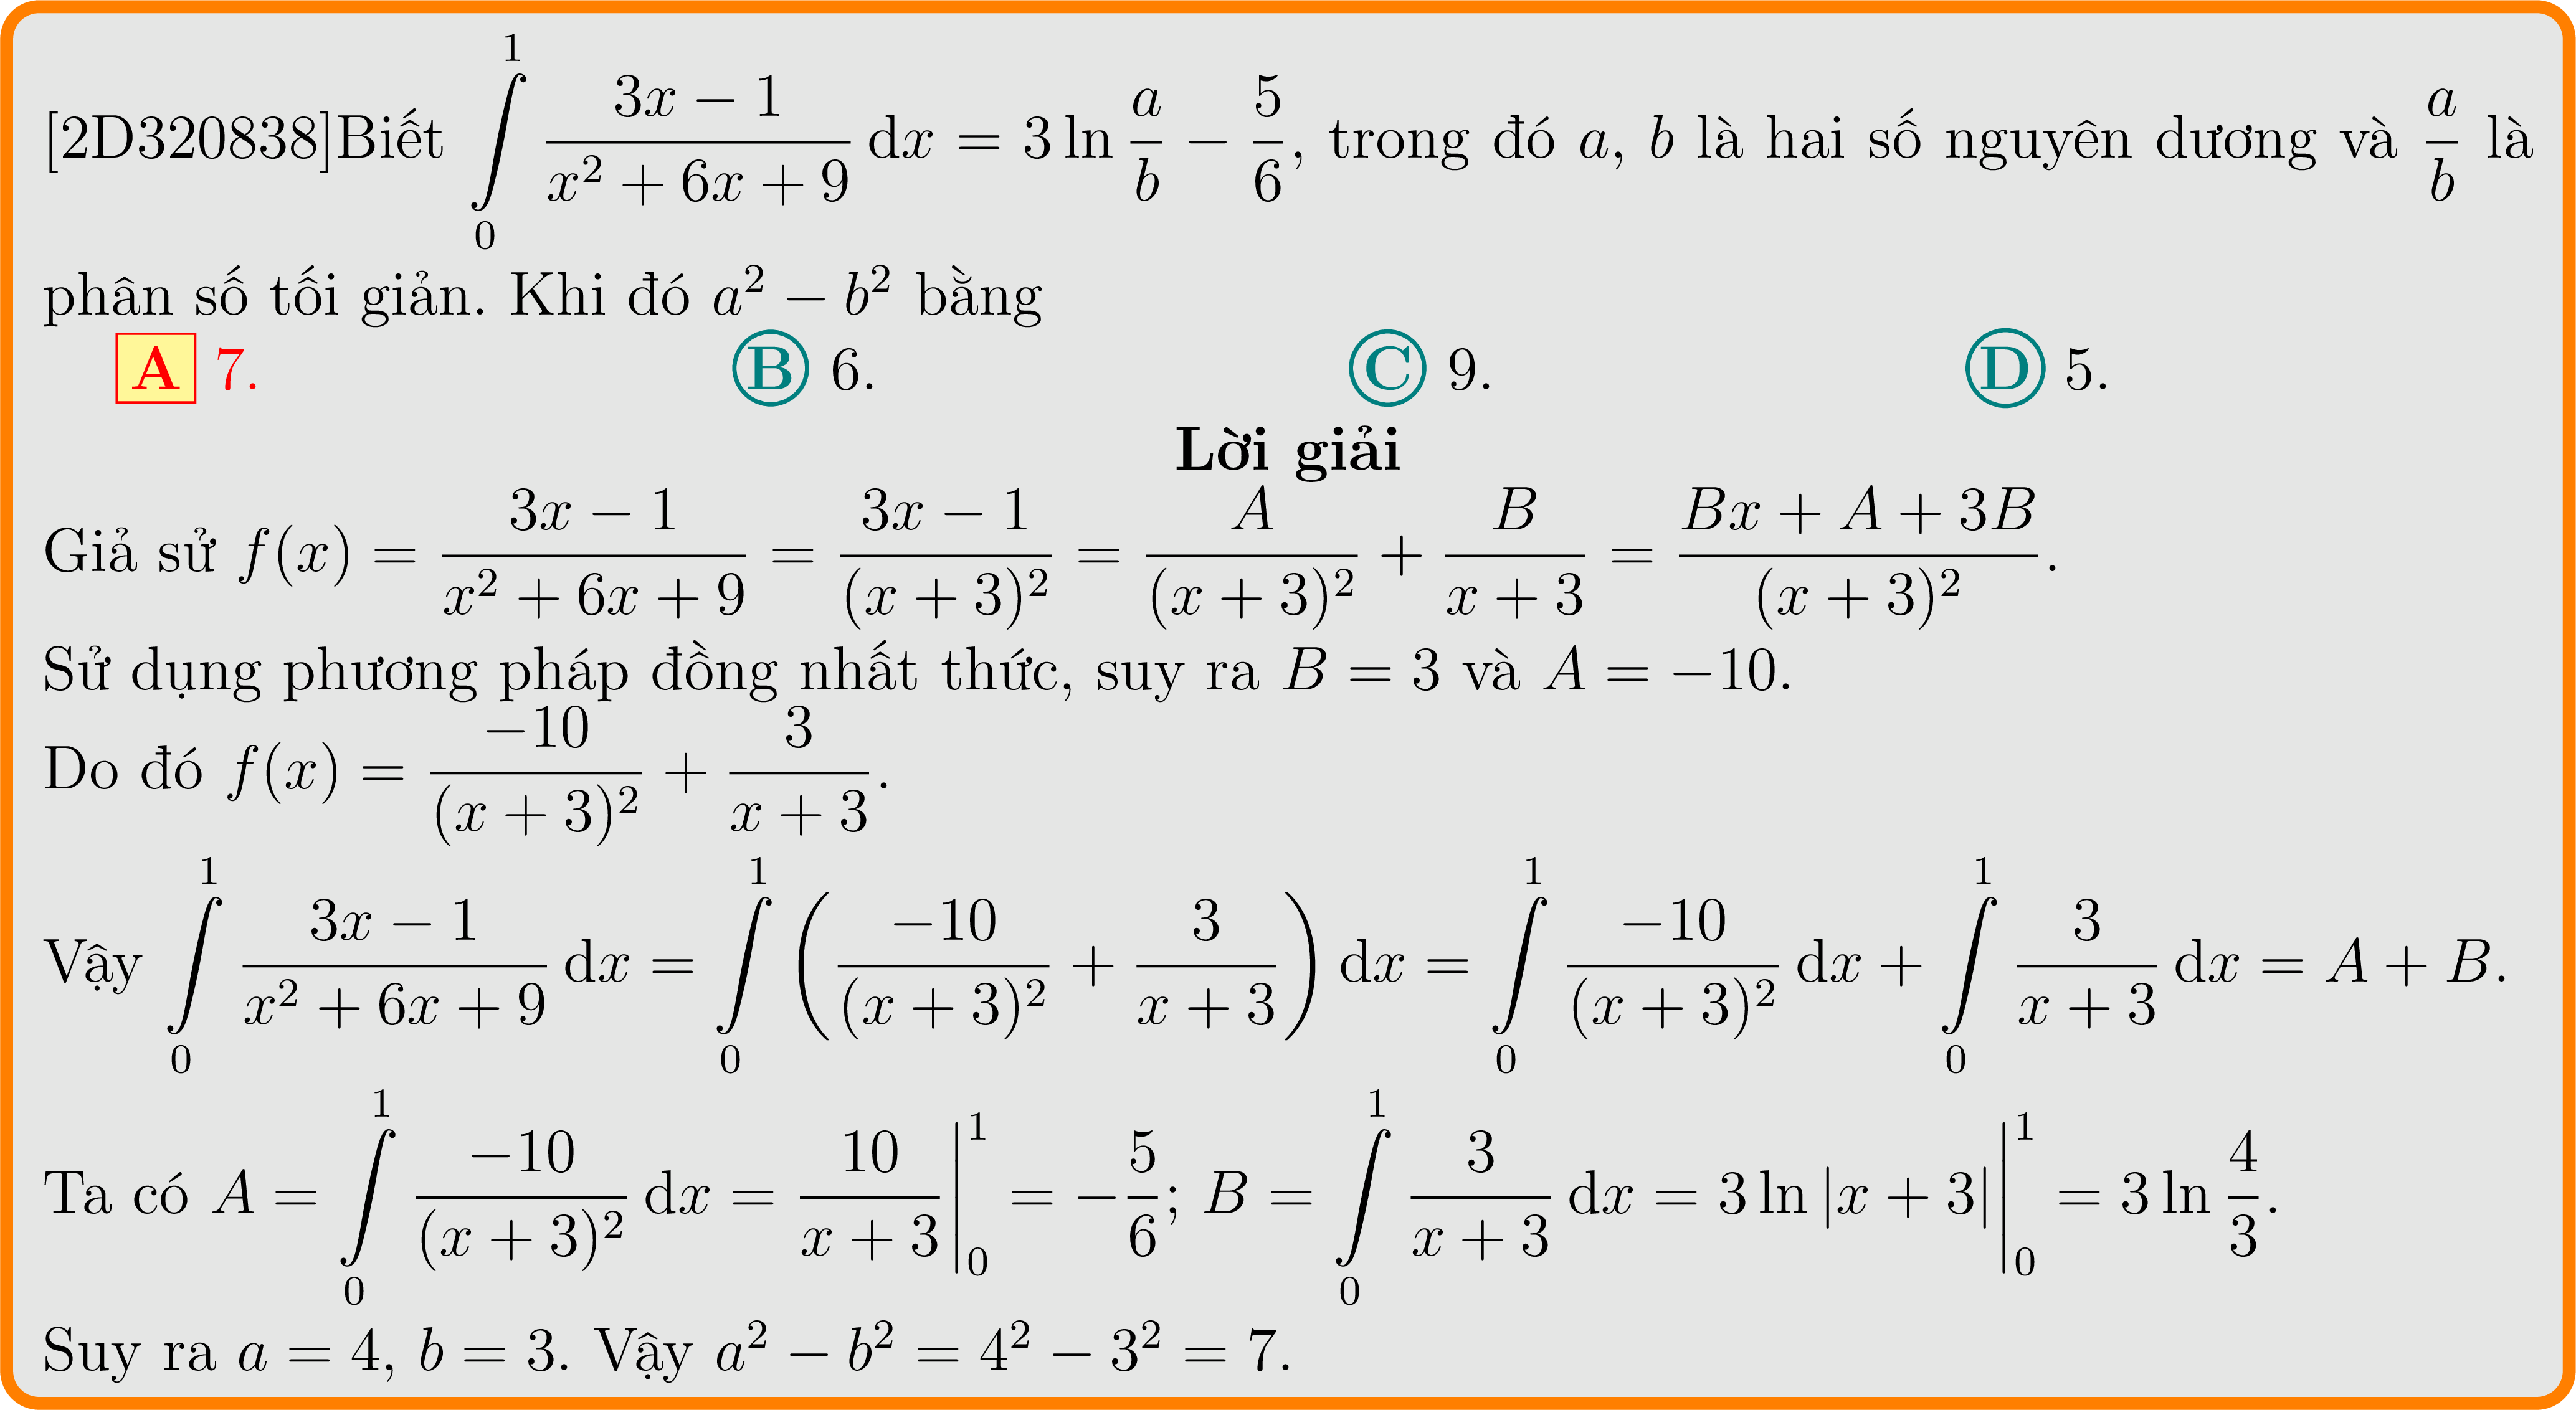 [2D320838]Biết $\int\limits_0^1 \frac{3x-1}{x^2+6x+9}\,\mathrm{d}x = 3\ln\frac{a}{b} - \frac{5}{6}$, trong đó $a$, $b$ là hai số nguyên dương và $\frac{a}{b}$ là
phân số tối giản. Khi đó $a^2 - b^2$ bằng
A 7. B 6. C 9. D 5.
Lời giải
Giả sử $f(x) = \frac{3x-1}{x^2+6x+9} = \frac{3x-1}{(x+3)^2} = \frac{A}{(x+3)^2} + \frac{B}{x+3} = \frac{Bx+A+3B}{(x+3)^2}$.
Sử dụng phương pháp đồng nhất thức, suy ra $B = 3$ và $A = -10$.
Do đó $f(x) = \frac{-10}{(x+3)^2} + \frac{3}{x+3}$.
Vậy $\int\limits_0^1 \frac{3x-1}{x^2+6x+9}\,\mathrm{d}x = \int\limits_0^1 \left(\frac{-10}{(x+3)^2} + \frac{3}{x+3}\right)\mathrm{d}x = \int\limits_0^1 \frac{-10}{(x+3)^2}\,\mathrm{d}x + \int\limits_0^1 \frac{3}{x+3}\,\mathrm{d}x = A + B$.
Ta có $A = \int\limits_0^1 \frac{-10}{(x+3)^2}\,\mathrm{d}x = \left.\frac{10}{x+3}\right|_0^1 = -\frac{5}{6}$; $B = \int\limits_0^1 \frac{3}{x+3}\,\mathrm{d}x = 3\ln|x+3|\Big|_0^1 = 3\ln\frac{4}{3}$.
Suy ra $a = 4$, $b = 3$. Vậy $a^2 - b^2 = 4^2 - 3^2 = 7$.